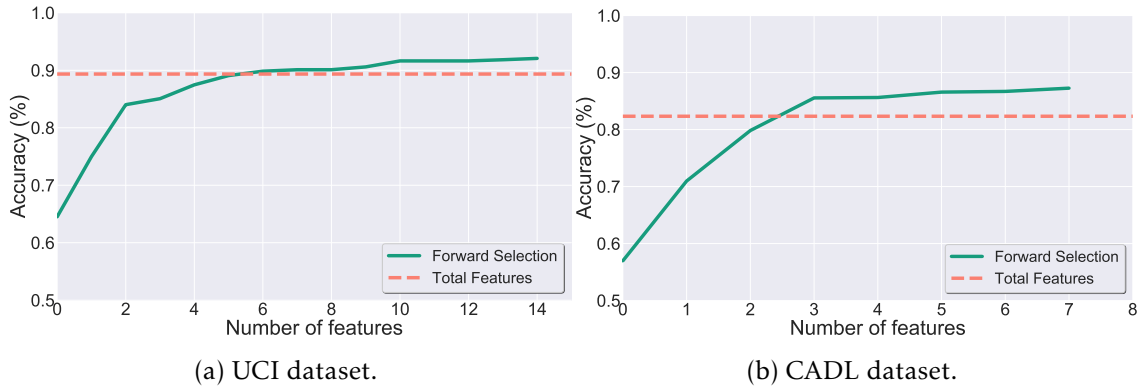 1.0
0.9
0.8
0.7
0.6
0.5
Accuracy (%)
0 2 4 6 8 10 12 14
Number of features
Forward Selection
Total Features
(a) UCI dataset.
1.0
0.9
0.8
0.7
0.6
0.5
Accuracy (%)
0 1 2 3 4 5 6 7 8
Number of features
Forward Selection
Total Features
(b) CADL dataset.